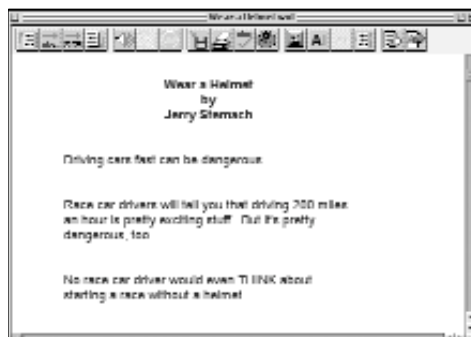 Wear a Helmet
by
Jerry Stemach
Driving cars fast can be dangerous
Race car drivers will tell you that driving 200 miles
an hour is pretty exciting stuff. But it's pretty
dangerous, too
No race car driver would even THINK about
starting a race without a helmet